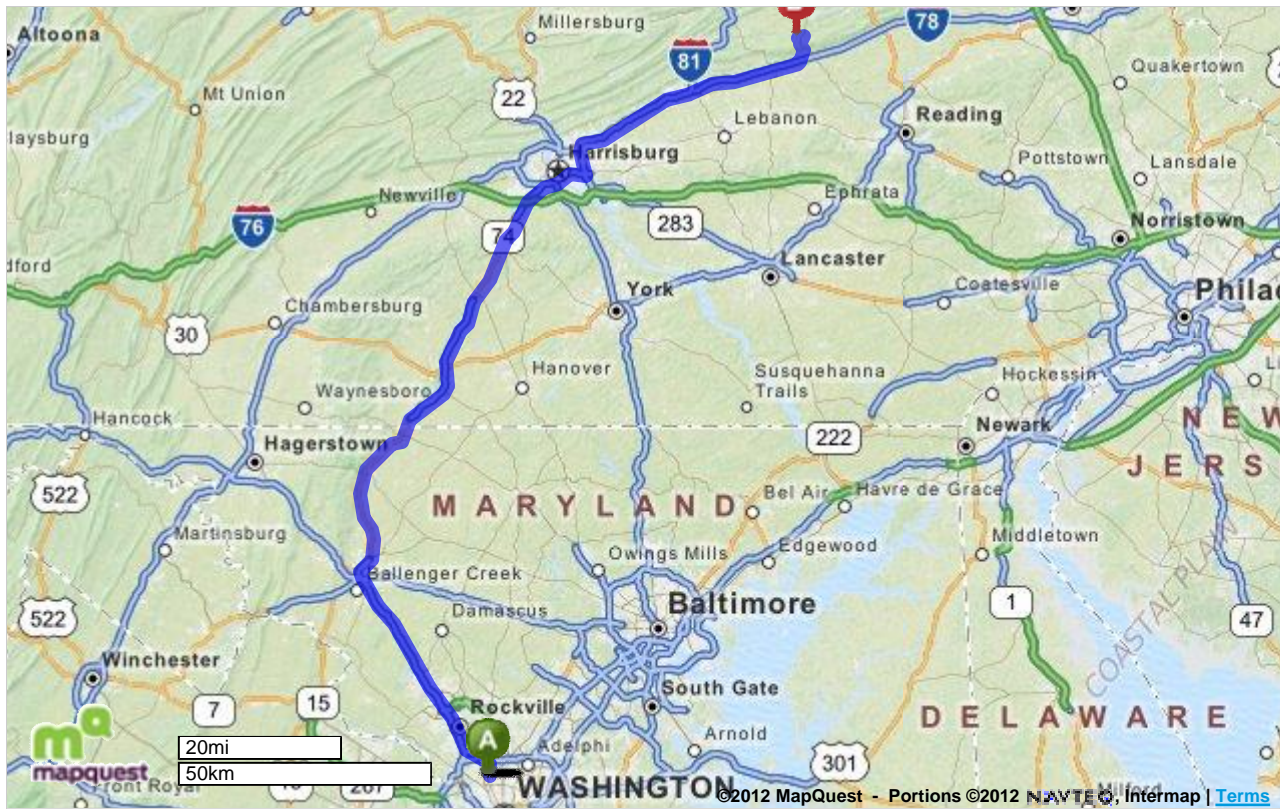 Altoona
Millersburg
78
81
Quakertown
Mt Union
22
Reading
Lebanon
laysburg
Harrisburg
Pottstown
Lansdale
Newville
Ephrata
76
74
283
Norristown
dford
Lancaster
Coatesville
York
Philad
Chambersburg
30
Hanover
Susquehanna
Trails
Hockessin
Waynesboro
Hancock
Newark
NEW
Hagerstown
222
JERS
522
MARYLAND
Bel Air
Havre de Grace
Martinsburg
Middletown
Owings Mills
Edgewood
Ballenger Creek
COASTAL PLAIN
Damascus
Baltimore
1
522
47
Winchester
South Gate
15
7
Rockville
DELAWARE
A
Arnold
20mi
Adelphi
301
mapquest
50km
WASHINGTON
Front Royal
267
Milford
©2012 MapQuest - Portions ©2012 NAVTEQ, Intermap | Terms